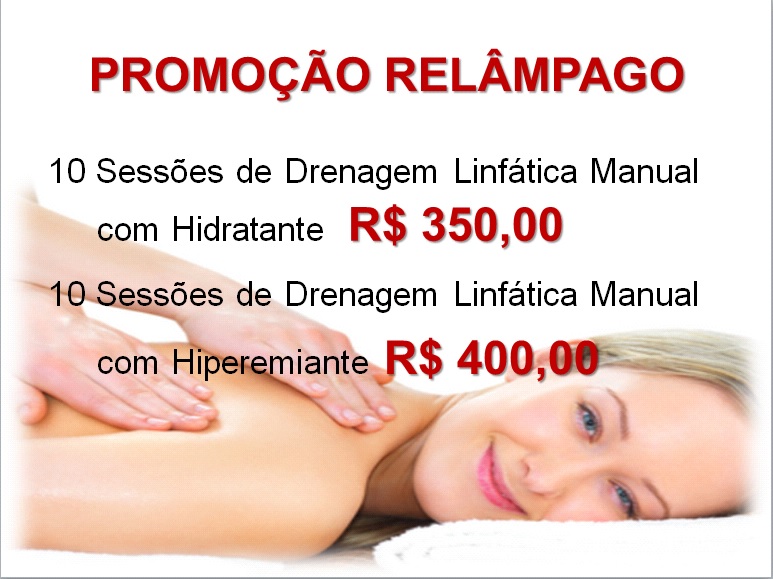 PROMOÇÃO RELÂMPAGO
10 Sessões de Drenagem Linfática Manual
com Hidratante R$ 350,00
10 Sessões de Drenagem Linfática Manual
com Hiperemiante R$ 400,00